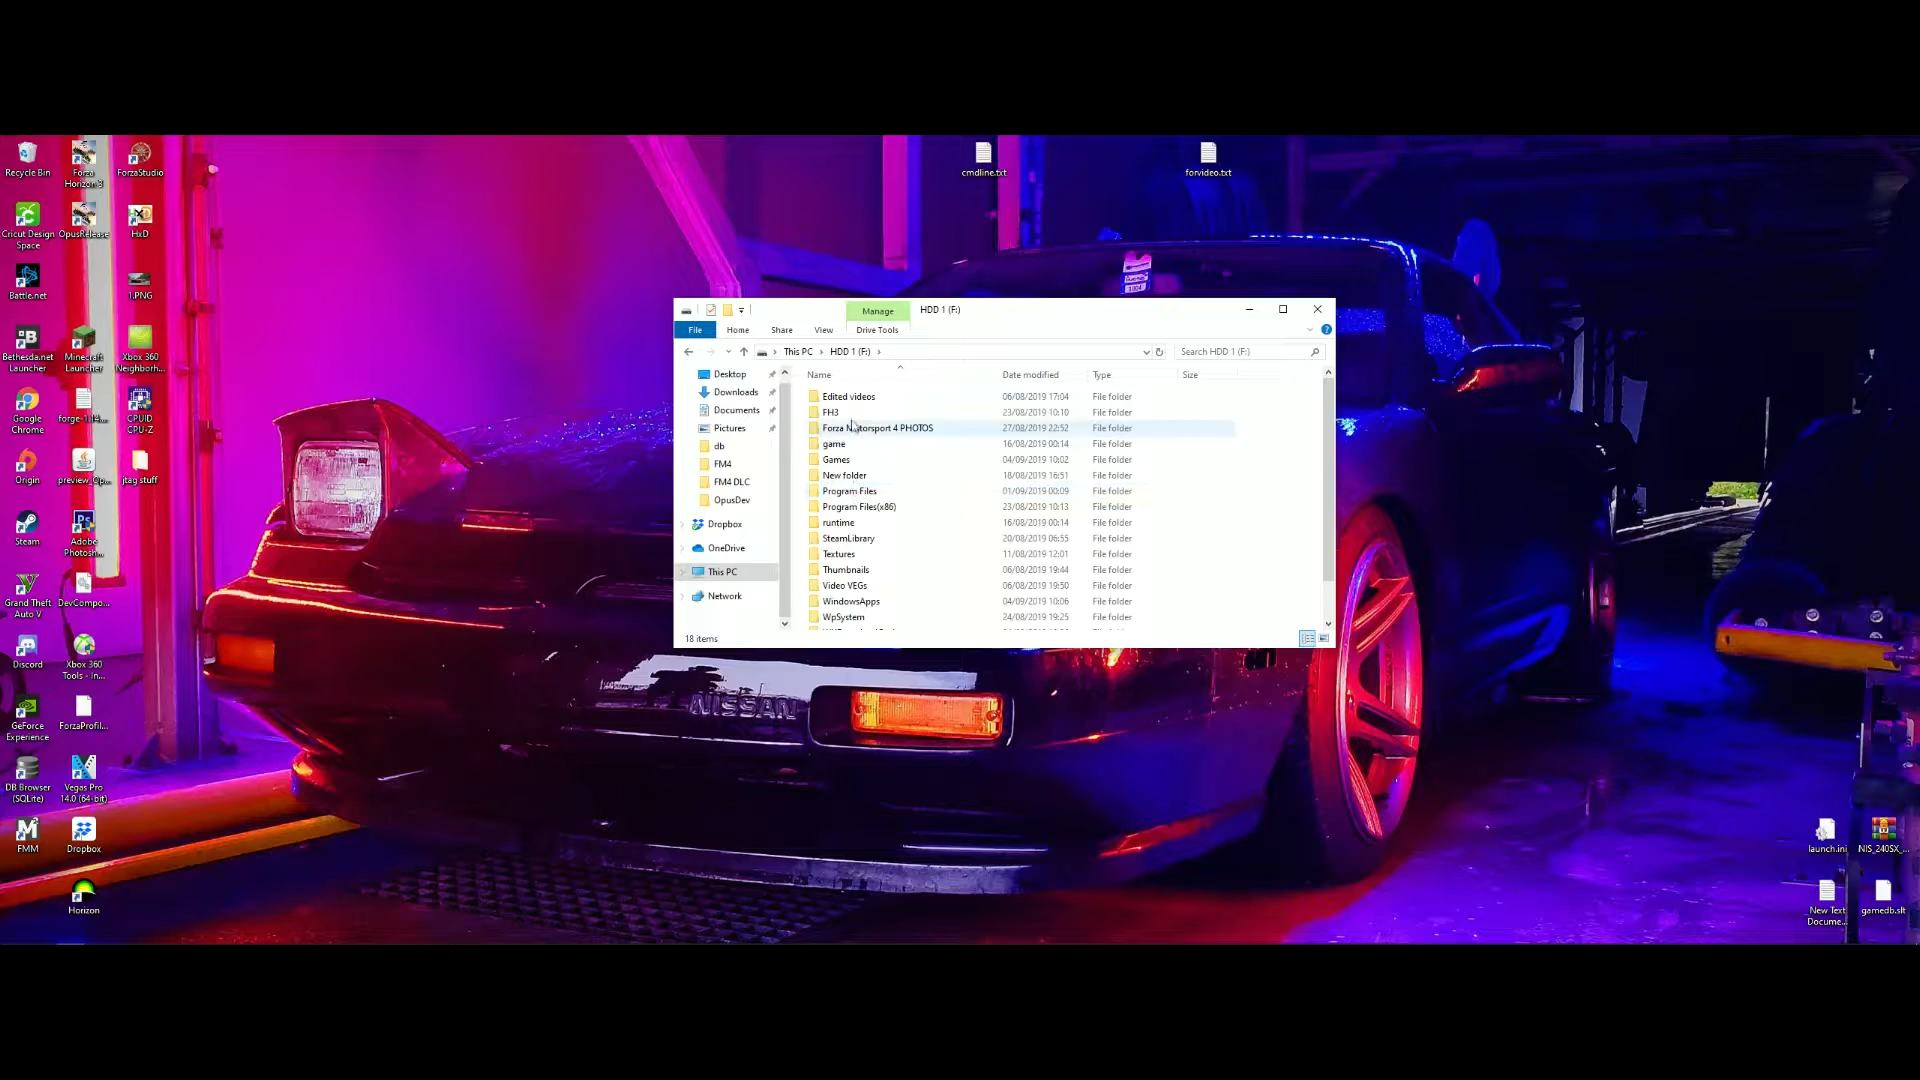 Recycle Bin
Forza
Horizon 3
ForzaStudio
cmdline.txt
forvideo.txt
Cricut Design
Space
OpusRelease
HxD
Battle.net
1.PNG
Bethesda.net
Launcher
Minecraft
Launcher
Xbox 360
Neighborh...
Google
Chrome
forge-1.14....
CPUID
CPU-Z
Origin
preview_Op...
jtag stuff
Steam
Adobe
Photosh...
Grand Theft
Auto V
DevCompo...
Discord
Xbox 360
Tools - In...
GeForce
Experience
ForzaProfil...
DB Browser
(SQLite)
Vegas Pro
14.0 (64-bit)
FMM
Dropbox
Horizon
Manage
HDD 1 (F:)
File
Home
Share
View
Drive Tools
This PC
HDD 1 (F:)
Search HDD 1 (F:)
Desktop
Downloads
Documents
Pictures
db
FM4
FM4 DLC
OpusDev
Dropbox
OneDrive
This PC
Network
Name Date modified Type Size
Edited videos 06/08/2019 17:04 File folder
FH3 23/08/2019 10:10 File folder
Forza Motorsport 4 PHOTOS 27/08/2019 22:52 File folder
game 16/08/2019 00:14 File folder
Games 04/09/2019 10:02 File folder
New folder 18/08/2019 16:51 File folder
Program Files 01/09/2019 00:09 File folder
Program Files(x86) 23/08/2019 10:13 File folder
runtime 16/08/2019 00:14 File folder
SteamLibrary 20/08/2019 06:55 File folder
Textures 11/08/2019 12:01 File folder
Thumbnails 06/08/2019 19:44 File folder
Video VEGs 06/08/2019 19:50 File folder
WindowsApps 04/09/2019 10:06 File folder
WpSystem 24/08/2019 19:25 File folder
18 items
NISSAN
launch.ini
NIS_240SX_...
New Text
Docume...
gamedb.slt